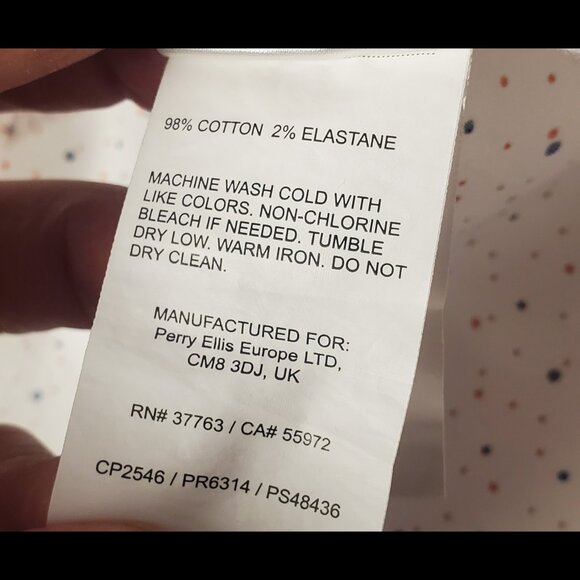 98% COTTON 2% ELASTANE
MACHINE WASH COLD WITH
LIKE COLORS. NON-CHLORINE
BLEACH IF NEEDED. TUMBLE
DRY LOW. WARM IRON. DO NOT
DRY CLEAN.
MANUFACTURED FOR:
Perry Ellis Europe LTD,
CM8 3DJ, UK
RN# 37763 / CA# 55972
CP2546 / PR6314 / PS48436